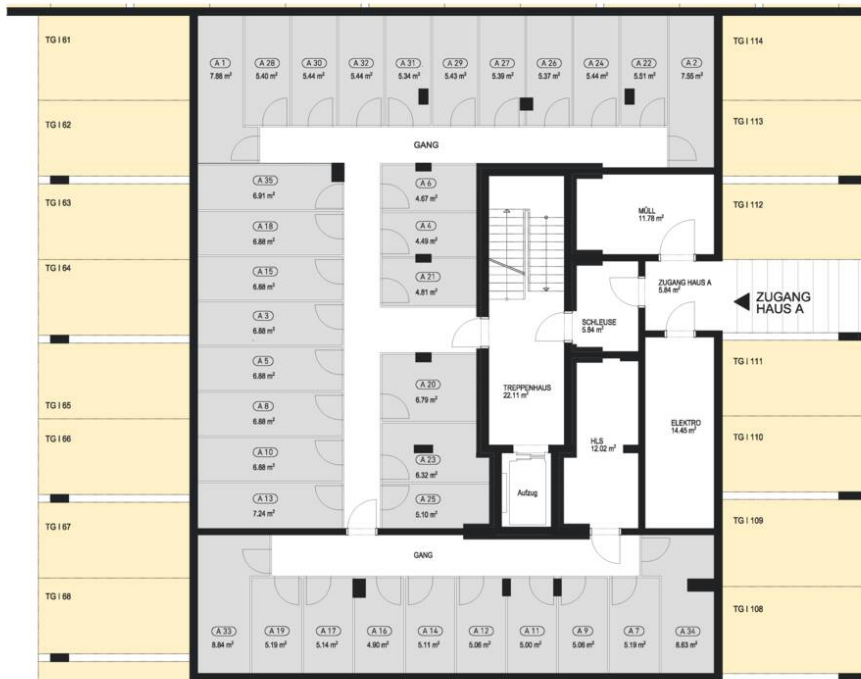 TG I 61
TG I 62
TG I 63
TG I 64
TG I 65
TG I 66
TG I 67
TG I 68
A 1
7.88 m²
A 28
5.40 m²
A 30
5.44 m²
A 32
5.44 m²
A 31
5.34 m²
A 29
5.43 m²
A 27
5.39 m²
A 26
5.37 m²
A 24
5.44 m²
A 22
5.51 m²
A 2
7.55 m²
GANG
A 35
6.91 m²
A 18
6.88 m²
A 15
6.88 m²
A 3
6.88 m²
A 5
6.88 m²
A 8
6.88 m²
A 10
6.88 m²
A 13
7.24 m²
A 6
4.67 m²
A 4
4.49 m²
A 21
4.81 m²
A 20
6.79 m²
A 23
6.32 m²
A 25
5.10 m²
TREPPENHAUS
22.11 m²
Aufzug
MÜLL
11.78 m²
SCHLEUSE
5.84 m²
ZUGANG HAUS A
5.84 m²
ZUGANG
HAUS A
HLS
12.02 m²
ELEKTRO
14.45 m²
GANG
A 33
8.84 m²
A 19
5.19 m²
A 17
5.14 m²
A 16
4.90 m²
A 14
5.11 m²
A 12
5.06 m²
A 11
5.00 m²
A 9
5.06 m²
A 7
5.19 m²
A 34
6.63 m²
TG I 114
TG I 113
TG I 112
TG I 111
TG I 110
TG I 109
TG I 108